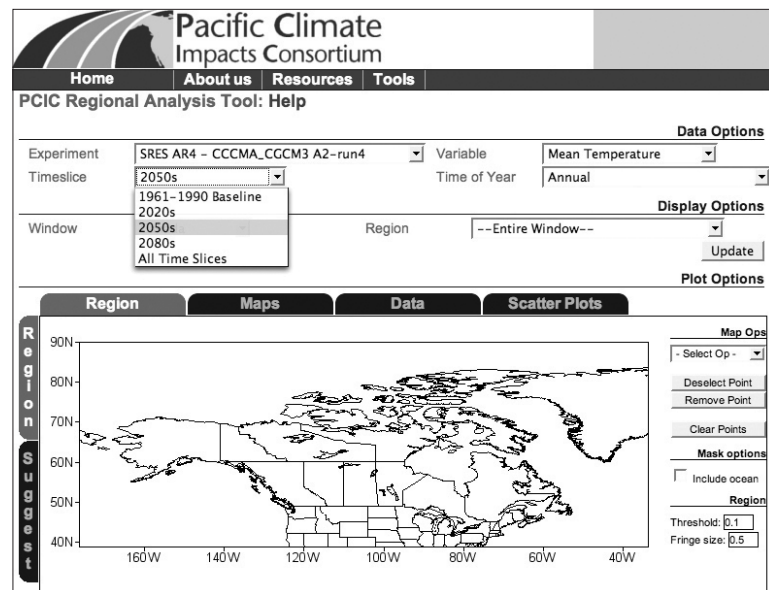 Pacific Climate
Impacts Consortium
Home About us Resources Tools
PCIC Regional Analysis Tool: Help
Data Options
Experiment SRES AR4 - CCCMA_CGCM3 A2-run4 Variable Mean Temperature
Timeslice 2050s Time of Year Annual
1961-1990 Baseline
2020s
2050s
2080s
All Time Slices
Display Options
Window Region --Entire Window--
Update
Plot Options
Region Maps Data Scatter Plots
Region
Suggest
90N
80N
70N
60N
50N
40N
160W 140W 120W 100W 80W 60W 40W
Map Ops
- Select Op -
Deselect Point
Remove Point
Clear Points
Mask options
Include ocean
Region
Threshold: 0.1
Fringe size: 0.5